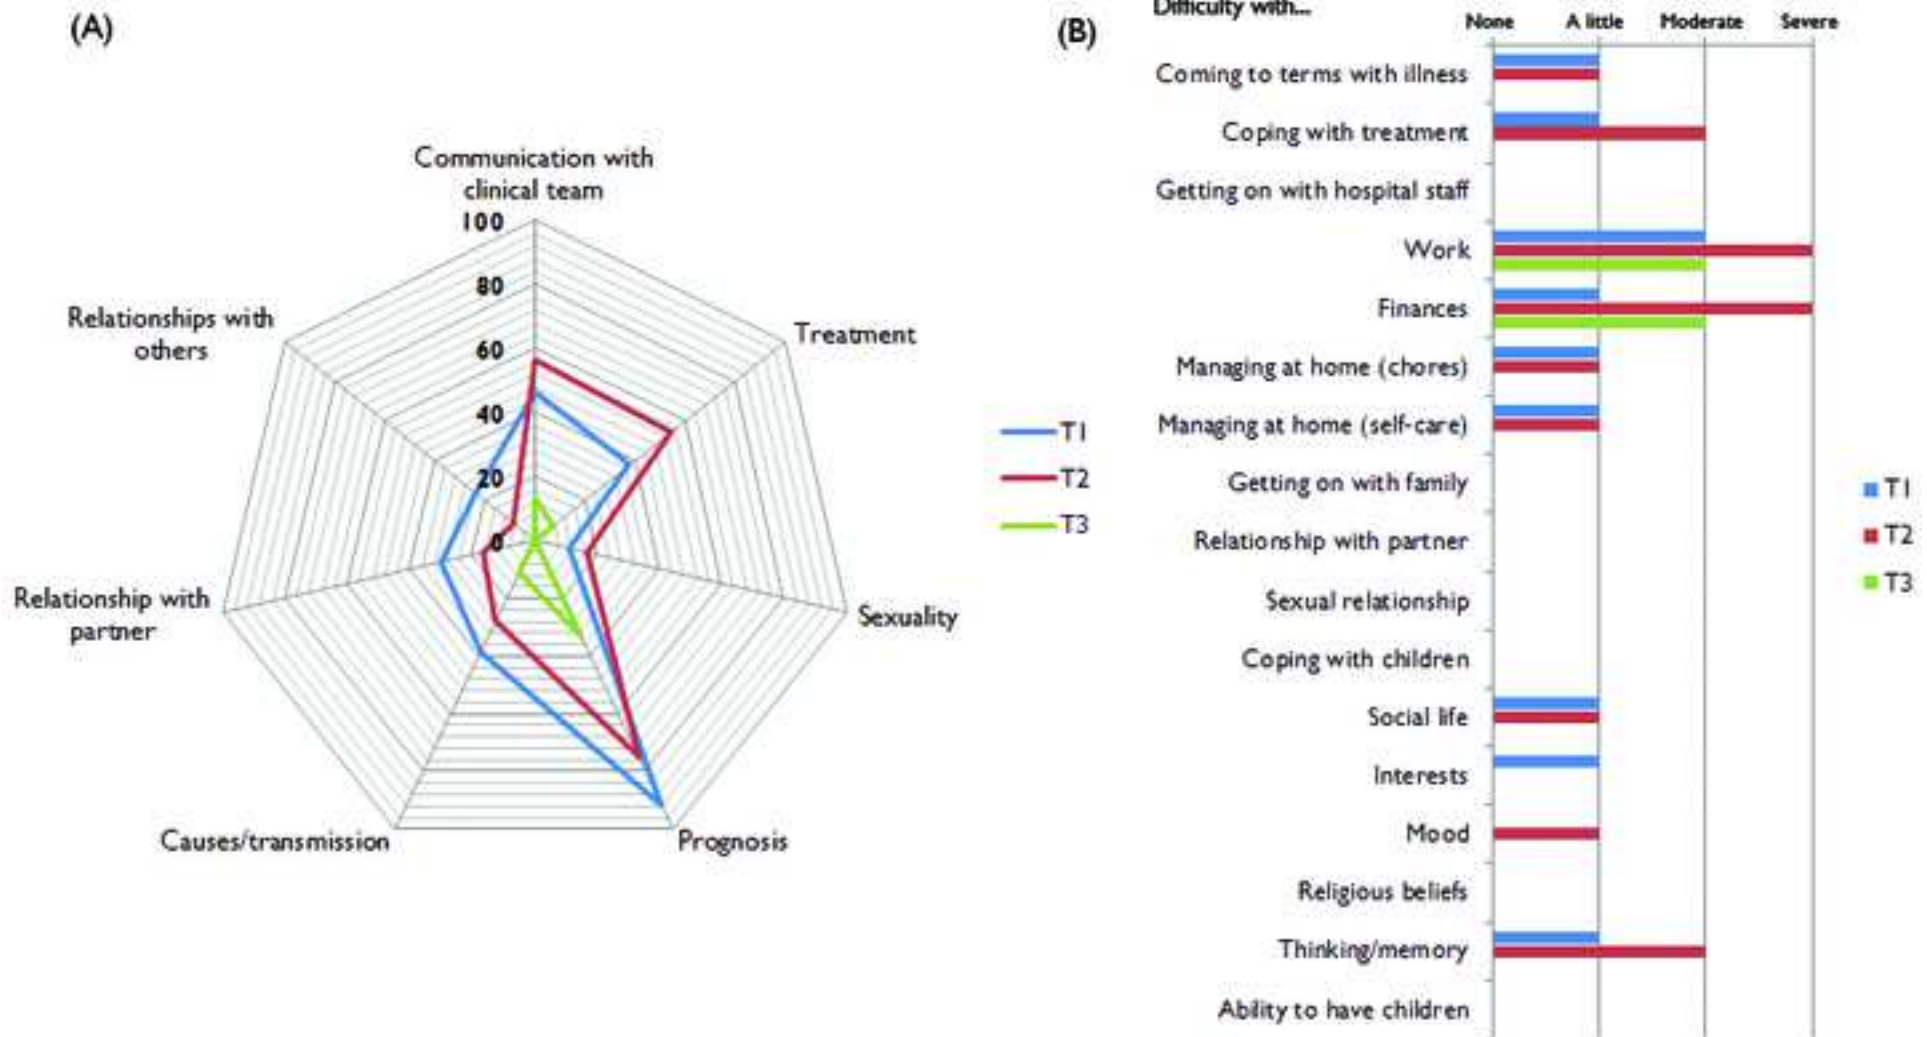 (A)
Communication with
clinical team
100
80
60
40
20
0
Relationships with
others
Treatment
Relationship with
partner
Sexuality
Causes/transmission
Prognosis
T1
T2
T3
(B)
Difficulty with...
None A little Moderate Severe
Coming to terms with illness
Coping with treatment
Getting on with hospital staff
Work
Finances
Managing at home (chores)
Managing at home (self-care)
Getting on with family
Relationship with partner
Sexual relationship
Coping with children
Social life
Interests
Mood
Religious beliefs
Thinking/memory
Ability to have children
T1
T2
T3